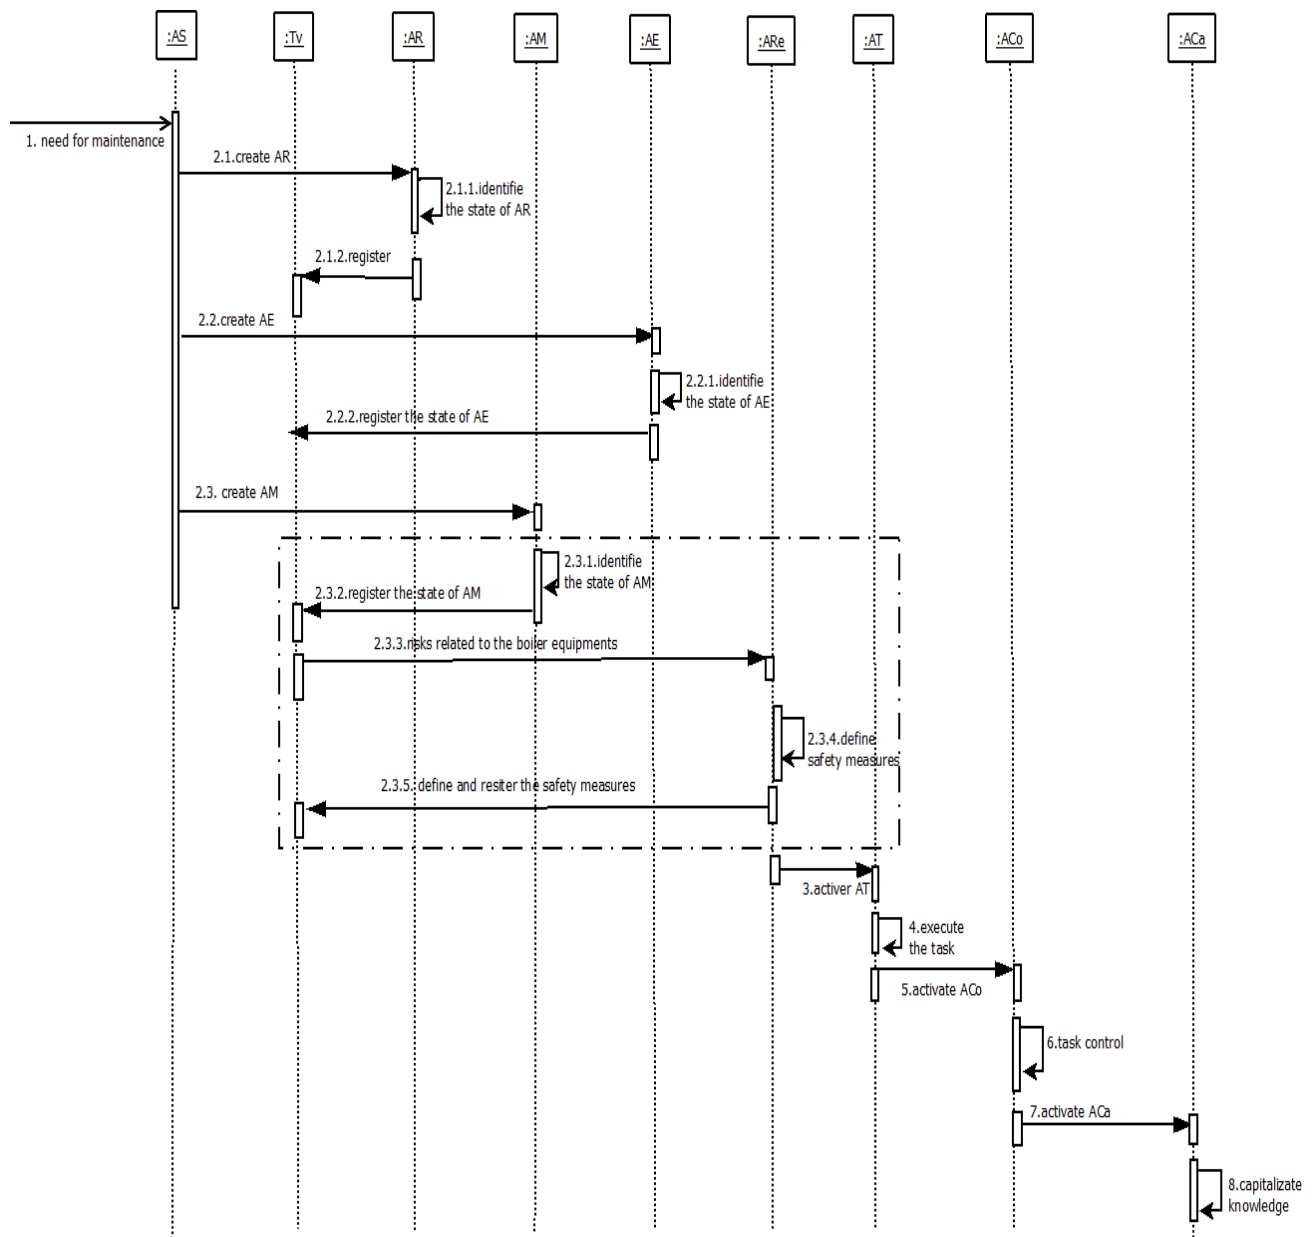 :AS
:Tv
:AR
:AM
:AE
:ARe
:AT
:ACo
:ACa
1. need for maintenance
2.1.create AR
2.1.1.identifie
the state of AR
2.1.2.register
2.2.create AE
2.2.1.identifie
the state of AE
2.2.2.register the state of AE
2.3. create AM
2.3.1.identifie
the state of AM
2.3.2.register the state of AM
2.3.3.risks related to the boiler equipments
2.3.4.define
safety measures
2.3.5. define and resiter the safety measures
3.activer AT
4.execute
the task
5.activate ACo
6.task control
7.activate ACa
8.capitalizate
knowledge